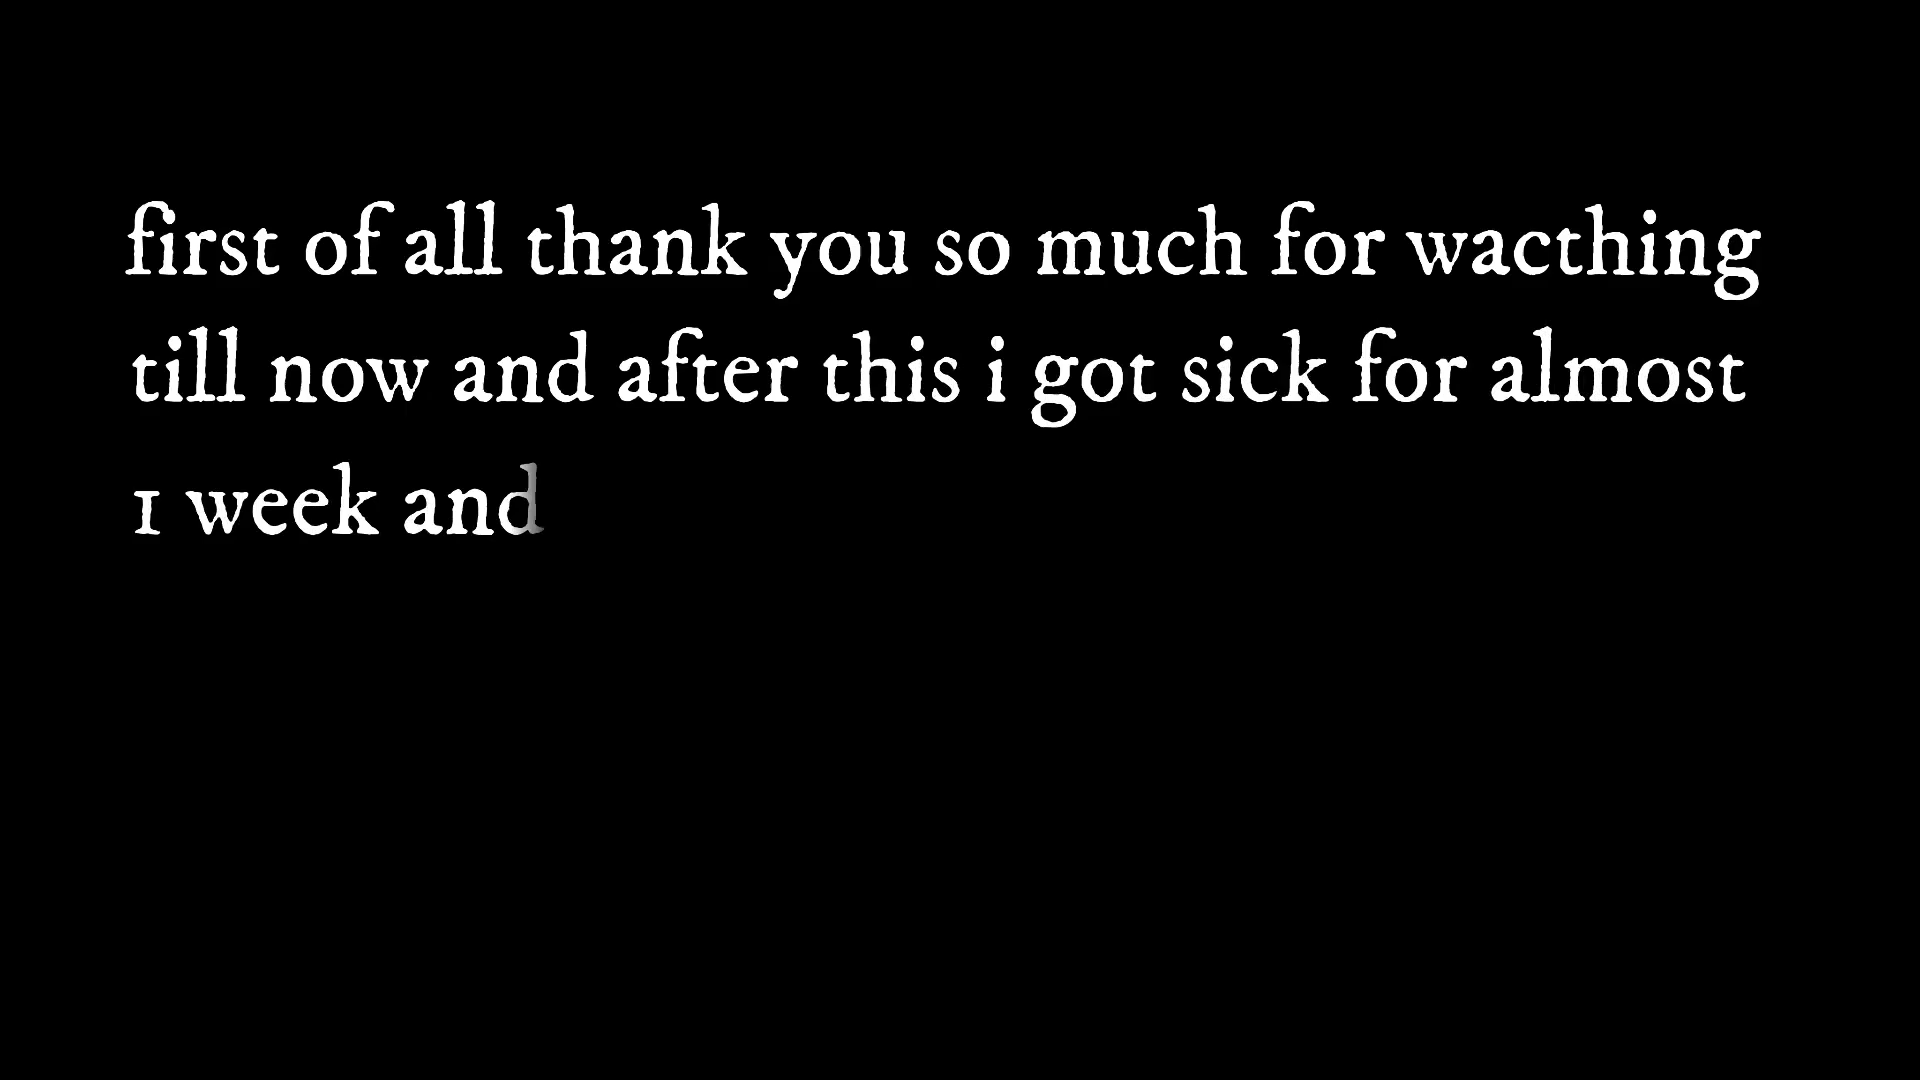 first of all thank you so much for wacthing
till now and after this i got sick for almost
1 week and